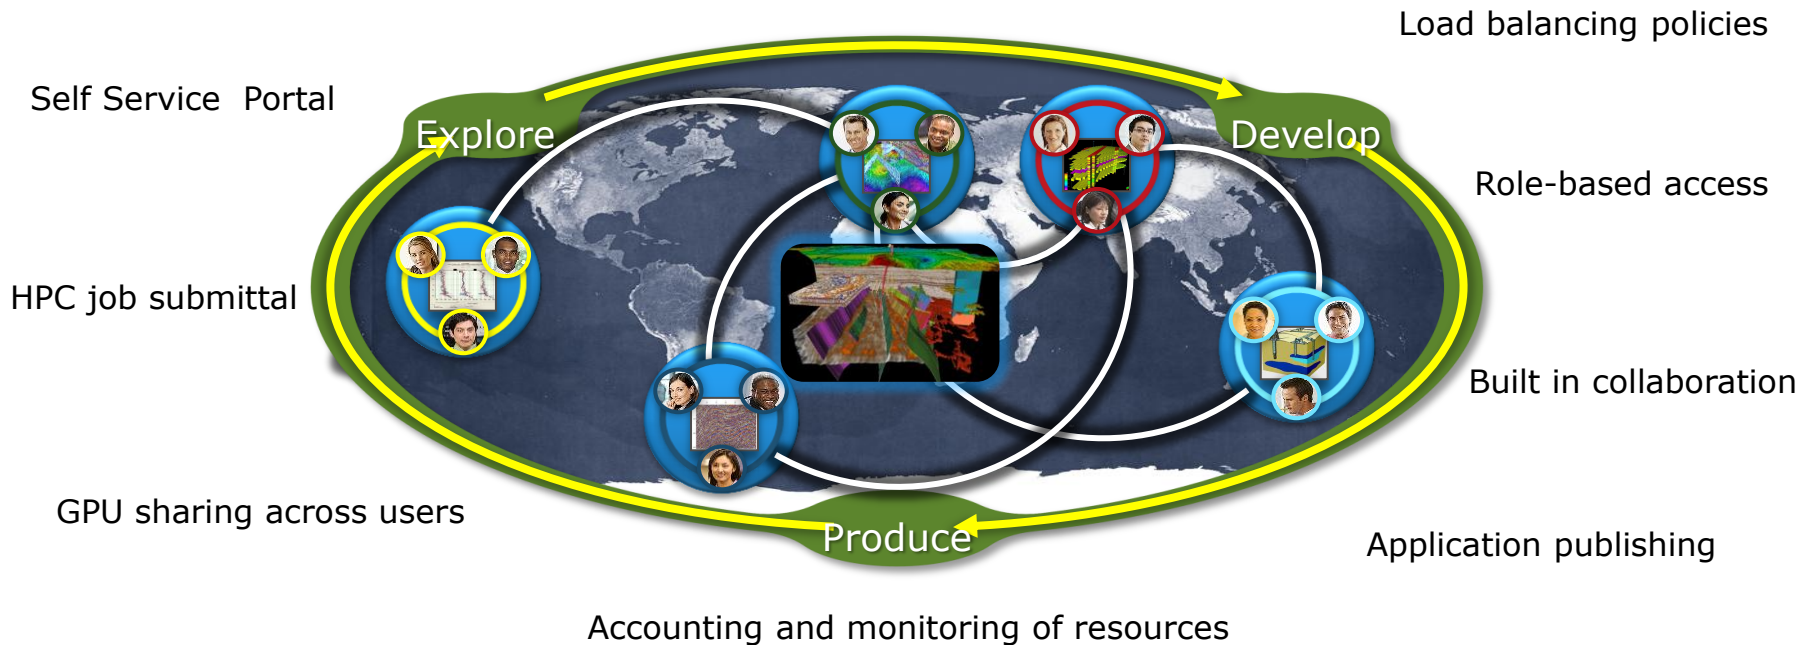 Load balancing policies
Self Service Portal
Explore
Develop
Role-based access
HPC job submittal
Built in collaboration
GPU sharing across users
Produce
Application publishing
Accounting and monitoring of resources